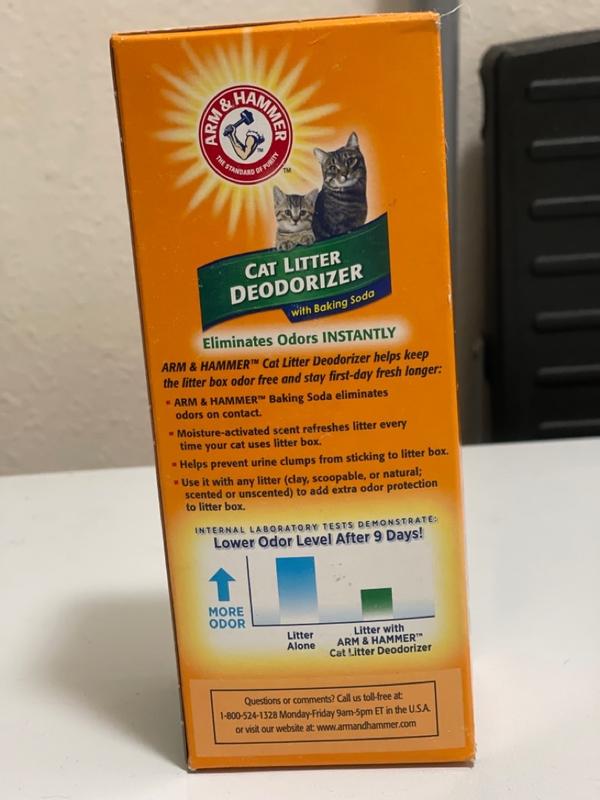 ARM & HAMMER
THE STANDARD OF PURITY
TM
CAT LITTER
DEODORIZER
with Baking Soda
Eliminates Odors INSTANTLY
ARM & HAMMER™ Cat Litter Deodorizer helps keep
the litter box odor free and stay first-day fresh longer:
▪ ARM & HAMMER™ Baking Soda eliminates
odors on contact.
▪ Moisture-activated scent refreshes litter every
time your cat uses litter box.
▪ Helps prevent urine clumps from sticking to litter box.
▪ Use it with any litter (clay, scoopable, or natural;
scented or unscented) to add extra odor protection
to litter box.
INTERNAL LABORATORY TESTS DEMONSTRATE:
Lower Odor Level After 9 Days!
MORE
ODOR
Litter
Alone
Litter with
ARM & HAMMER™
Cat Litter Deodorizer
Questions or comments? Call us toll-free at:
1-800-524-1328 Monday-Friday 9am-5pm ET in the U.S.A.
or visit our website at: www.armandhammer.com